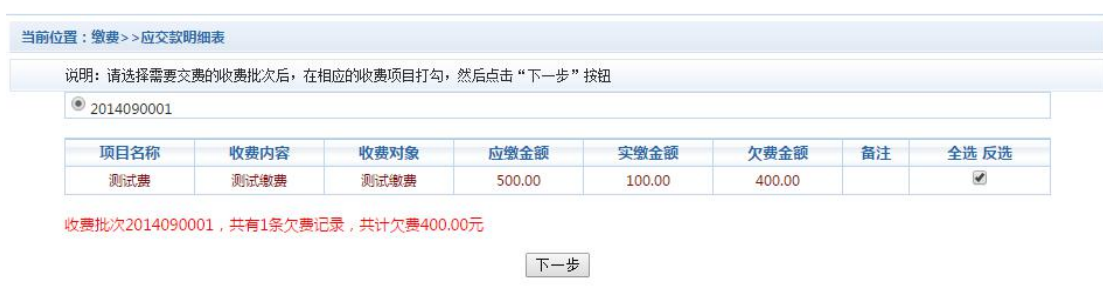 当前位置：缴费>>应交款明细表
说明：请选择需要交费的收费批次后，在相应的收费项目打勾，然后点击“下一步”按钮
2014090001
项目名称 收费内容 收费对象 应缴金额 实缴金额 欠费金额 备注 全选 反选
测试费 测试缴费 测试缴费 500.00 100.00 400.00
收费批次2014090001，共有1条欠费记录，共计欠费400.00元
下一步